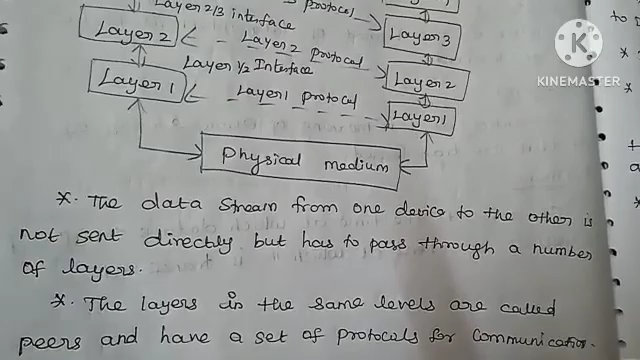 Layer 2/3 interface
protocol
Layer 3
Layer 2
Layer 2 protocol
Layer 1/2 Interface
Layer 2
Layer 1
Layer 1 protocol
Layer 1
Physical medium
KINEMASTER
*. The data stream from one device to the other is
not sent directly but has to pass through a number
of layers.
*. The layers in the same levels are called
peers and have a set of protocals for communication.
to